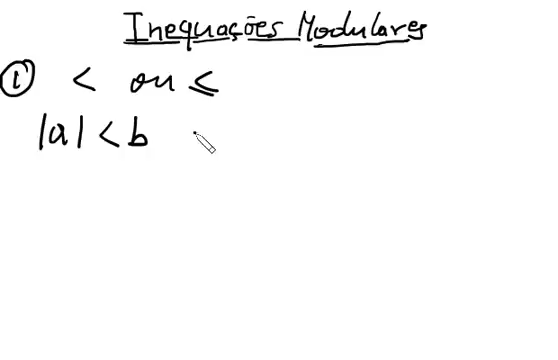 Inequações Modulares
① < ou ≤
|a| < b